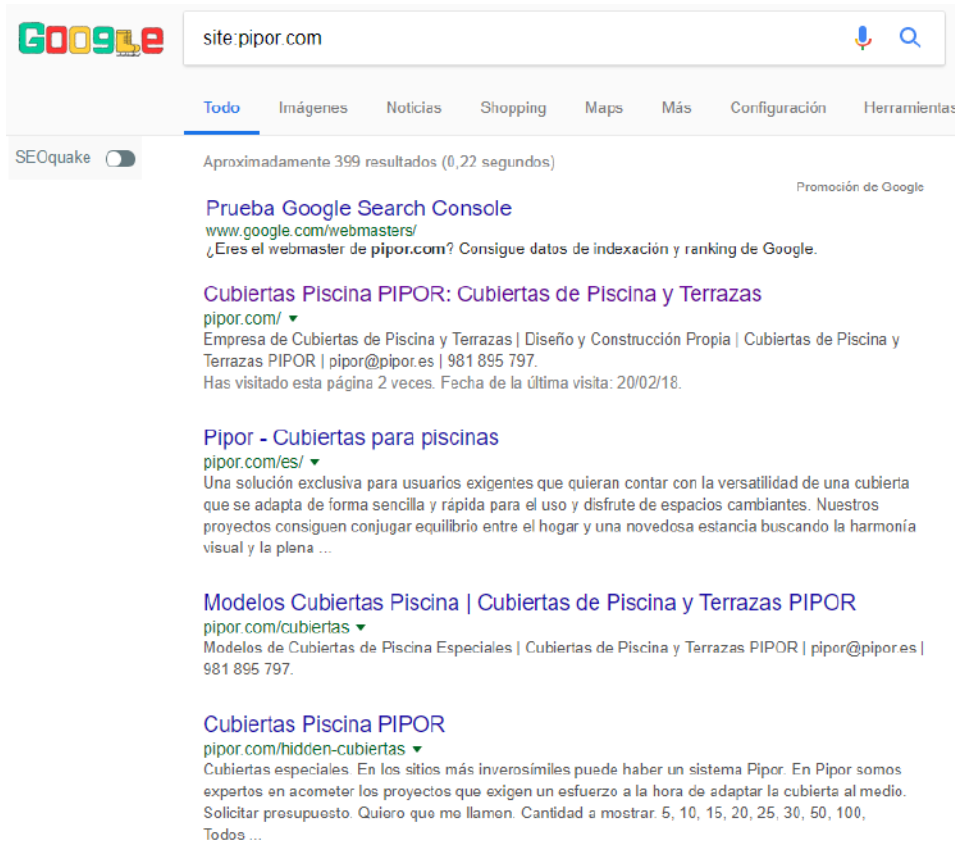 Google
site:pipor.com
Todo Imágenes Noticias Shopping Maps Más Configuración Herramientas
SEOquake
Aproximadamente 399 resultados (0,22 segundos)
Promoción de Google
Prueba Google Search Console
www.google.com/webmasters/
¿Eres el webmaster de pipor.com? Consigue datos de indexación y ranking de Google.
Cubiertas Piscina PIPOR: Cubiertas de Piscina y Terrazas
pipor.com/
Empresa de Cubiertas de Piscina y Terrazas | Diseño y Construcción Propia | Cubiertas de Piscina y
Terrazas PIPOR | pipor@pipor.es | 981 895 797.
Has visitado esta página 2 veces. Fecha de la última visita: 20/02/18.
Pipor - Cubiertas para piscinas
pipor.com/es/
Una solución exclusiva para usuarios exigentes que quieran contar con la versatilidad de una cubierta
que se adapta de forma sencilla y rápida para el uso y disfrute de espacios cambiantes. Nuestros
proyectos consiguen conjugar equilibrio entre el hogar y una novedosa estancia buscando la harmonía
visual y la plena ...
Modelos Cubiertas Piscina | Cubiertas de Piscina y Terrazas PIPOR
pipor.com/cubiertas
Modelos de Cubiertas de Piscina Especiales | Cubiertas de Piscina y Terrazas PIPOR | pipor@pipor.es |
981 895 797.
Cubiertas Piscina PIPOR
pipor.com/hidden-cubiertas
Cubiertas especiales. En los sitios más inverosímiles puede haber un sistema Pipor. En Pipor somos
expertos en acometer los proyectos que exigen un esfuerzo a la hora de adaptar la cubierta al medio.
Solicitar presupuesto. Quiero que me llamen. Cantidad a mostrar. 5, 10, 15, 20, 25, 30, 50, 100,
Todos ...